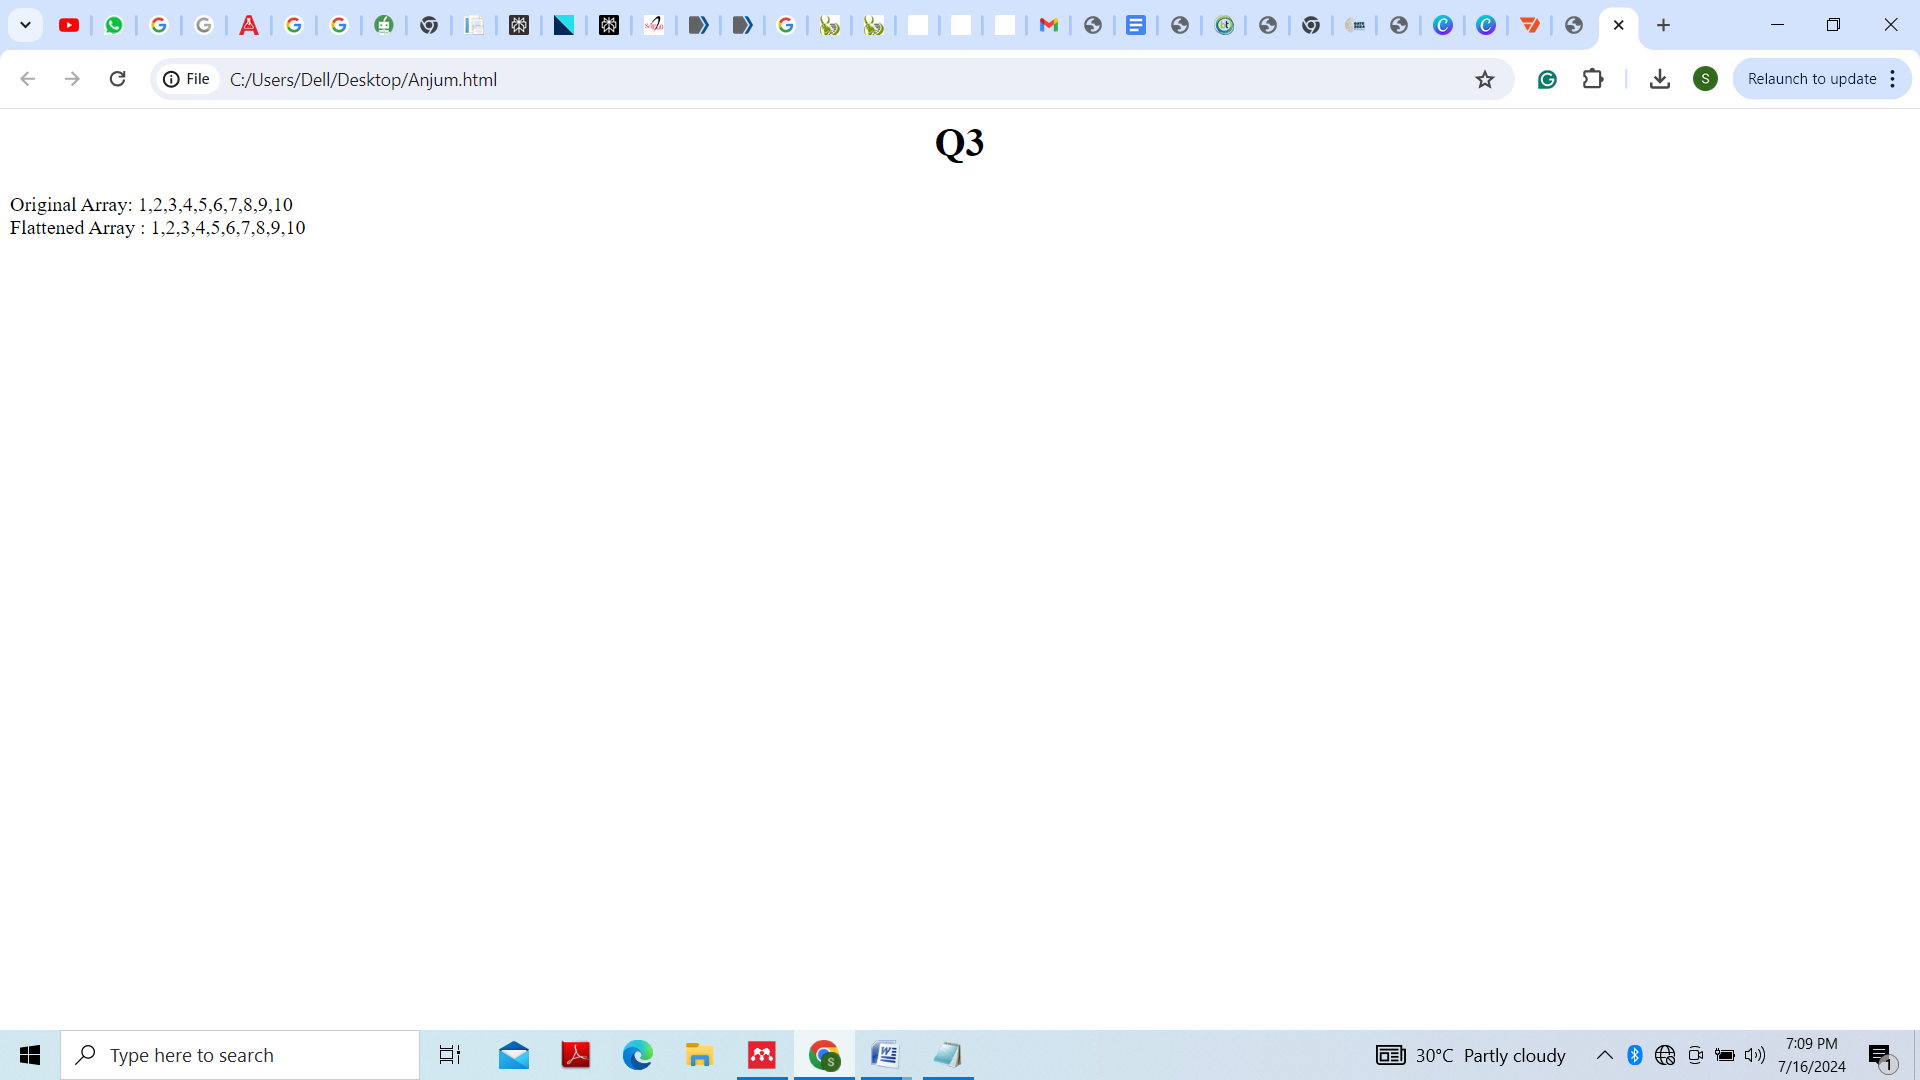 File C:/Users/Dell/Desktop/Anjum.html S Relaunch to update
Q3
Original Array: 1,2,3,4,5,6,7,8,9,10
Flattened Array : 1,2,3,4,5,6,7,8,9,10
Type here to search
30°C Partly cloudy
7:09 PM
7/16/2024
1